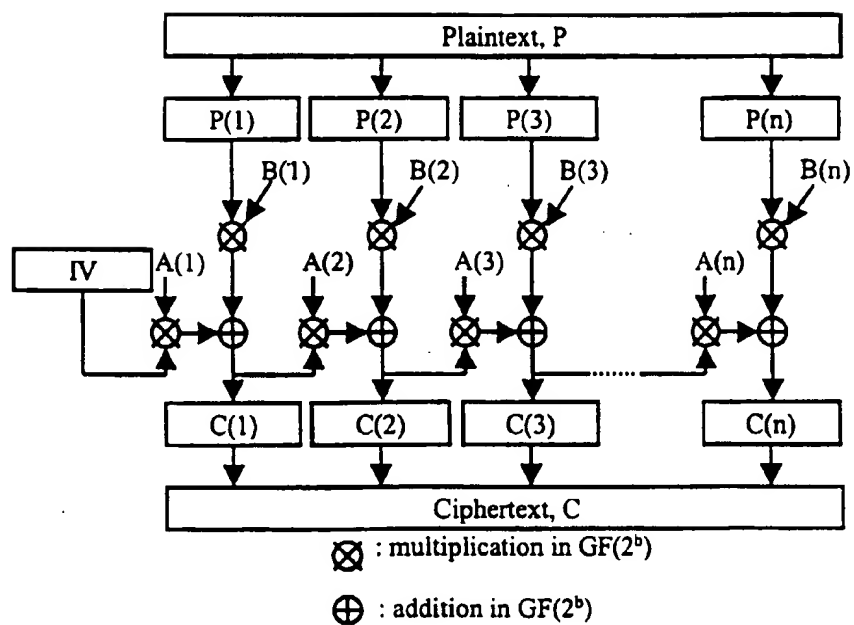 Plaintext, P
P(1) P(2) P(3) P(n)
B(1) B(2) B(3) B(n)
IV A(1) A(2) A(3) A(n)
C(1) C(2) C(3) C(n)
Ciphertext, C
: multiplication in GF(2ᵇ)
: addition in GF(2ᵇ)